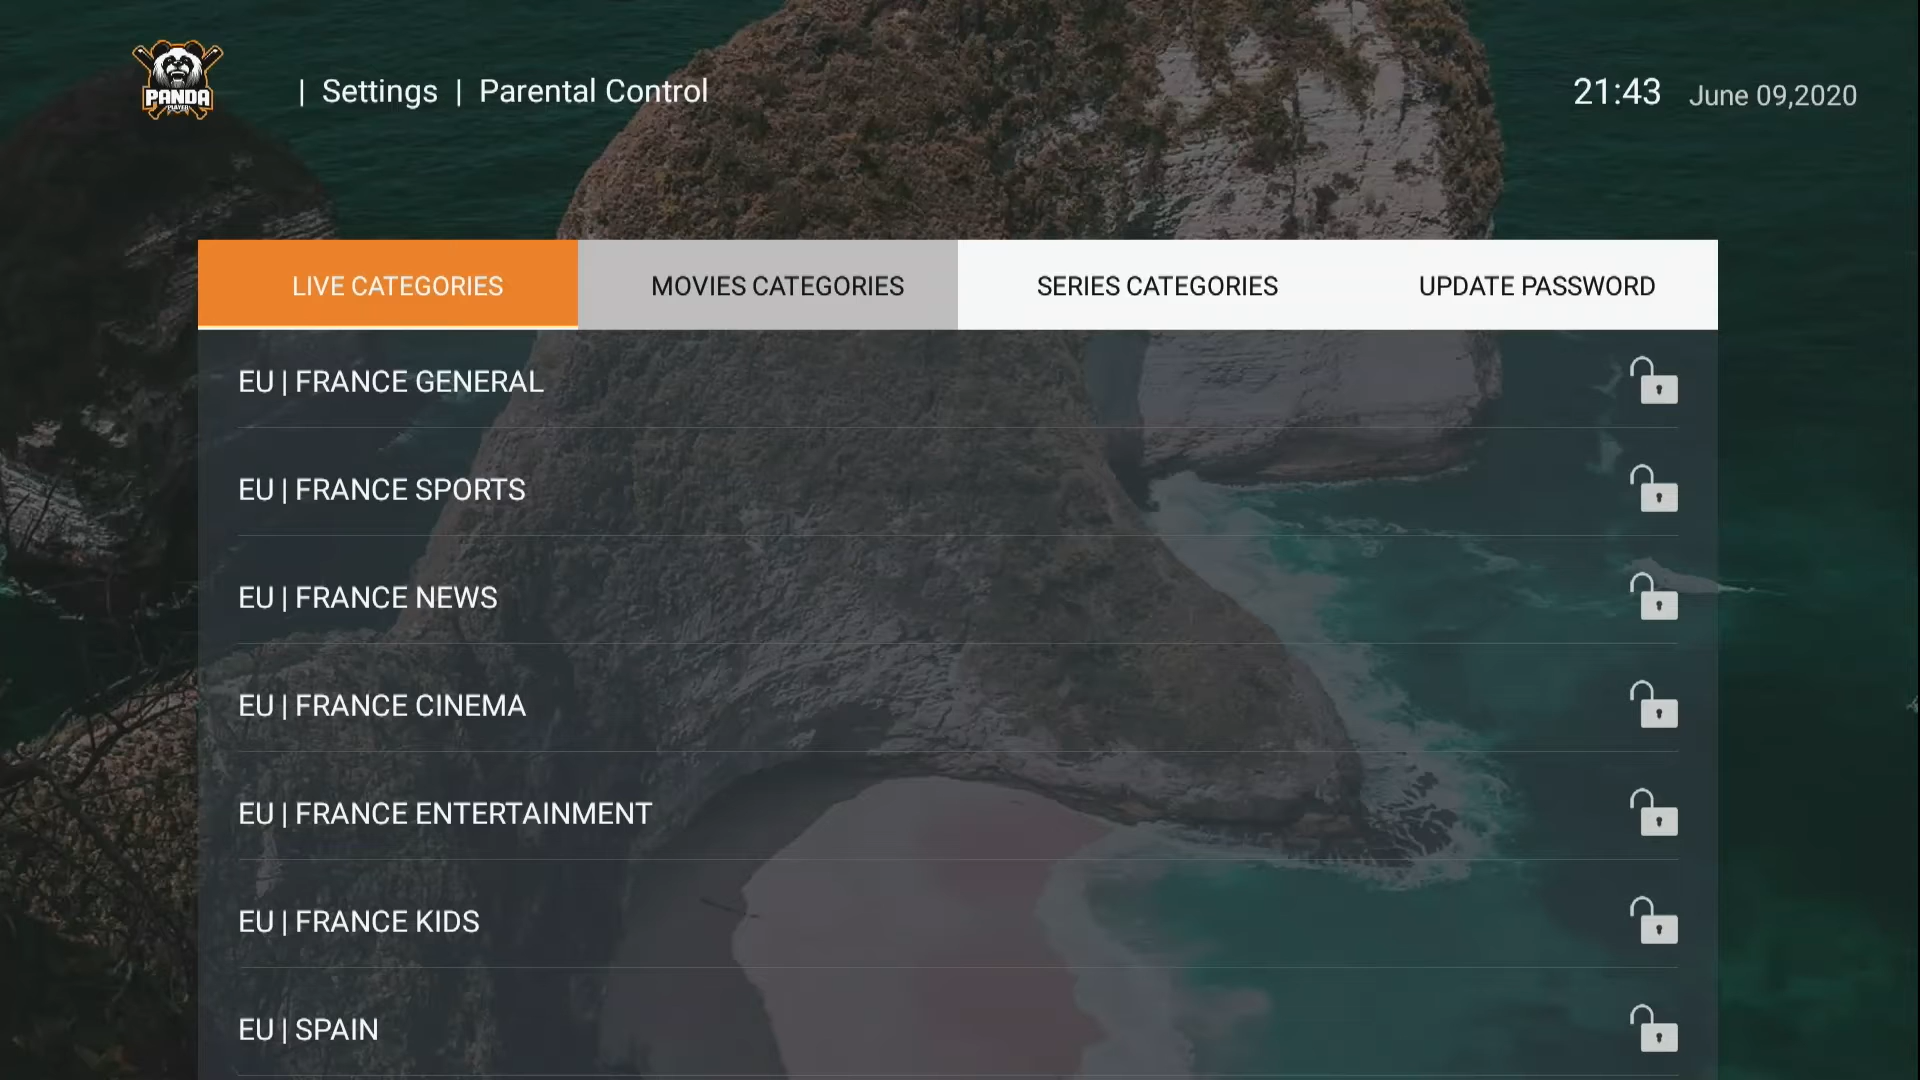 PANDA
PLAYER
| Settings | Parental Control
21:43 June 09,2020
LIVE CATEGORIES
MOVIES CATEGORIES
SERIES CATEGORIES
UPDATE PASSWORD
EU | FRANCE GENERAL
EU | FRANCE SPORTS
EU | FRANCE NEWS
EU | FRANCE CINEMA
EU | FRANCE ENTERTAINMENT
EU | FRANCE KIDS
EU | SPAIN